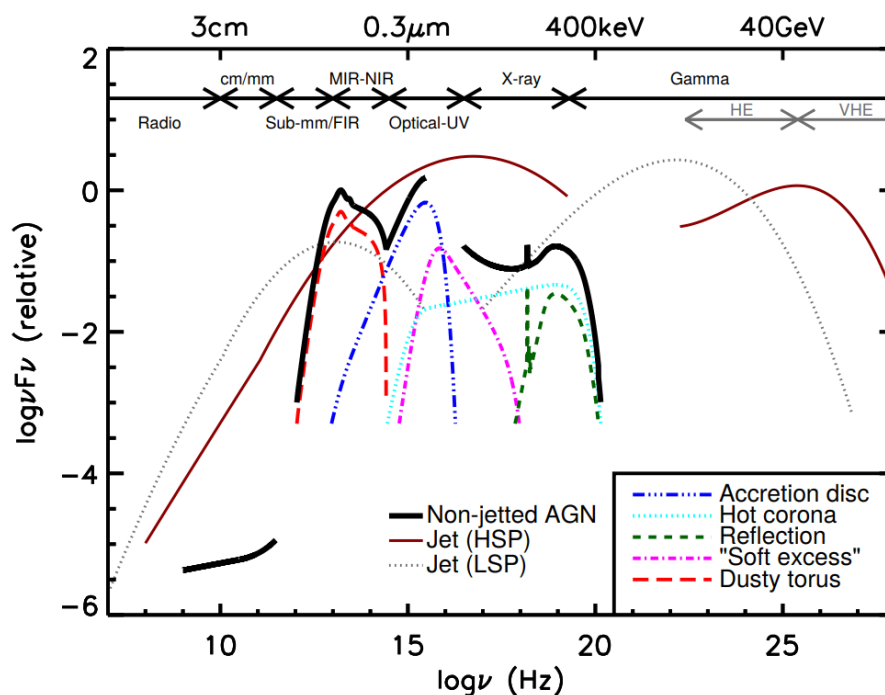 3cm 0.3μm 400keV 40GeV
cm/mm MIR-NIR X-ray Gamma
Radio Sub-mm/FIR Optical-UV HE VHE
2
0
−2
−4
−6
logνFν (relative)
Non-jetted AGN
Jet (HSP)
Jet (LSP)
Accretion disc
Hot corona
Reflection
"Soft excess"
Dusty torus
10 15 20 25
logν (Hz)